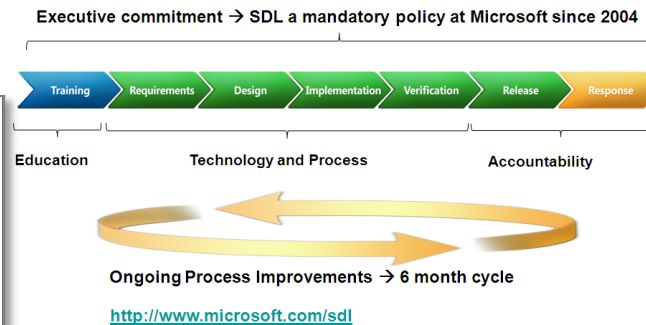 Executive commitment → SDL a mandatory policy at Microsoft since 2004
Training Requirements Design Implementation Verification Release Response
Education Technology and Process Accountability
Ongoing Process Improvements → 6 month cycle
http://www.microsoft.com/sdl